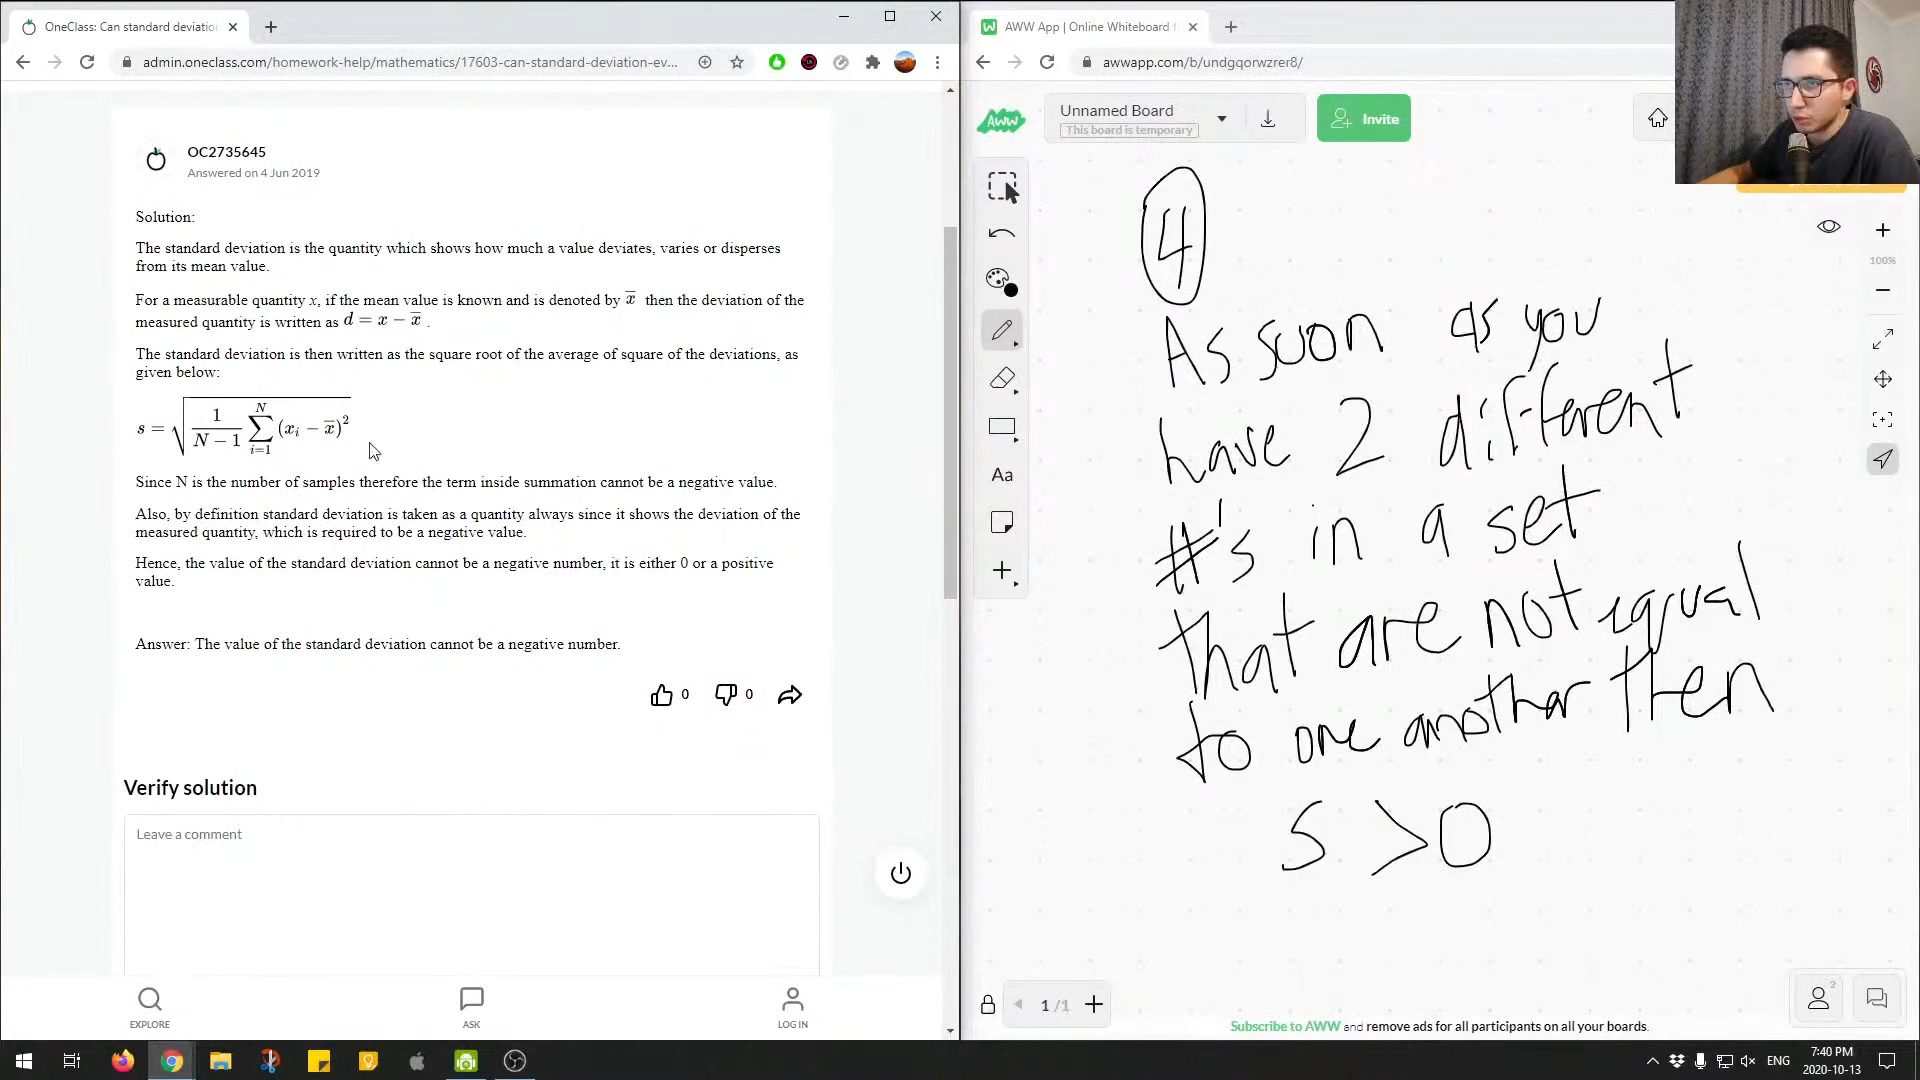 OneClass: Can standard deviatio
admin.oneclass.com/homework-help/mathematics/17603-can-standard-deviation-ev...
OC2735645
Answered on 4 Jun 2019
Solution:
The standard deviation is the quantity which shows how much a value deviates, varies or disperses
from its mean value.
For a measurable quantity x, if the mean value is known and is denoted by x̅ then the deviation of the
measured quantity is written as d = x − x̅ .
The standard deviation is then written as the square root of the average of square of the deviations, as
given below:
s = √(1/(N − 1) ∑_{i=1}^{N} (x_i − x̅)²)
Since N is the number of samples therefore the term inside summation cannot be a negative value.
Also, by definition standard deviation is taken as a quantity always since it shows the deviation of the
measured quantity, which is required to be a negative value.
Hence, the value of the standard deviation cannot be a negative number, it is either 0 or a positive
value.
Answer: The value of the standard deviation cannot be a negative number.
0 0
Verify solution
Leave a comment
EXPLORE ASK LOG IN
AWW App | Online Whiteboard f
awwapp.com/b/undgqorwzrer8/
AWW
Unnamed Board
This board is temporary
Invite
100%
Aa
4
As soon as you
have 2 different
#'s in a set
that are not equal
to one another then
s > 0
1 / 1
2
Subscribe to AWW and remove ads for all participants on all your boards.
ENG
7:40 PM
2020-10-13